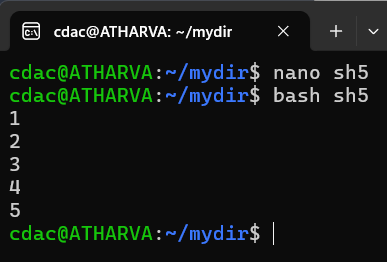 cdac@ATHARVA: ~/mydir
cdac@ATHARVA:~/mydir$ nano sh5
cdac@ATHARVA:~/mydir$ bash sh5
1
2
3
4
5
cdac@ATHARVA:~/mydir$